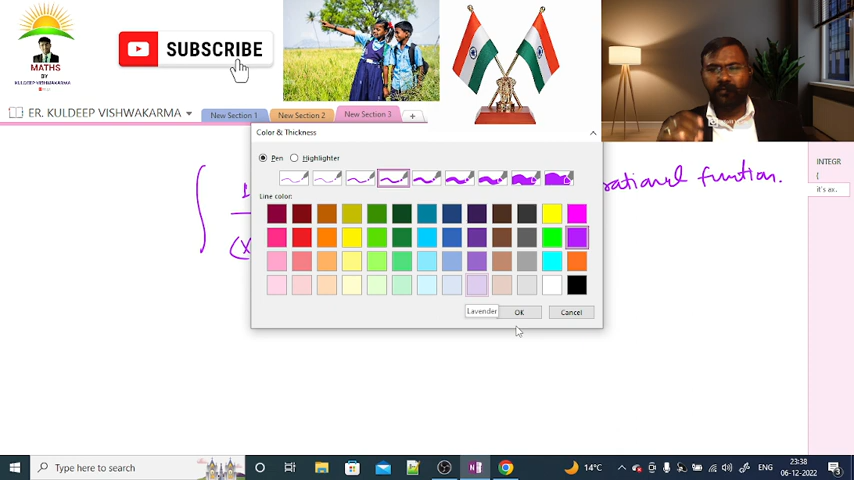 MATHS
BY
KULDEEP VISHWAKARMA
SUBSCRIBE
ER. KULDEEP VISHWAKARMA
New Section 1
New Section 2
New Section 3
+
Color & Thickness
Pen
Highlighter
Line color:
Lavender
OK
Cancel
∫
(x
rational function.
INTEGR
{
it's ax.
Type here to search
14°C
ENG
23:38
06-12-2022
3